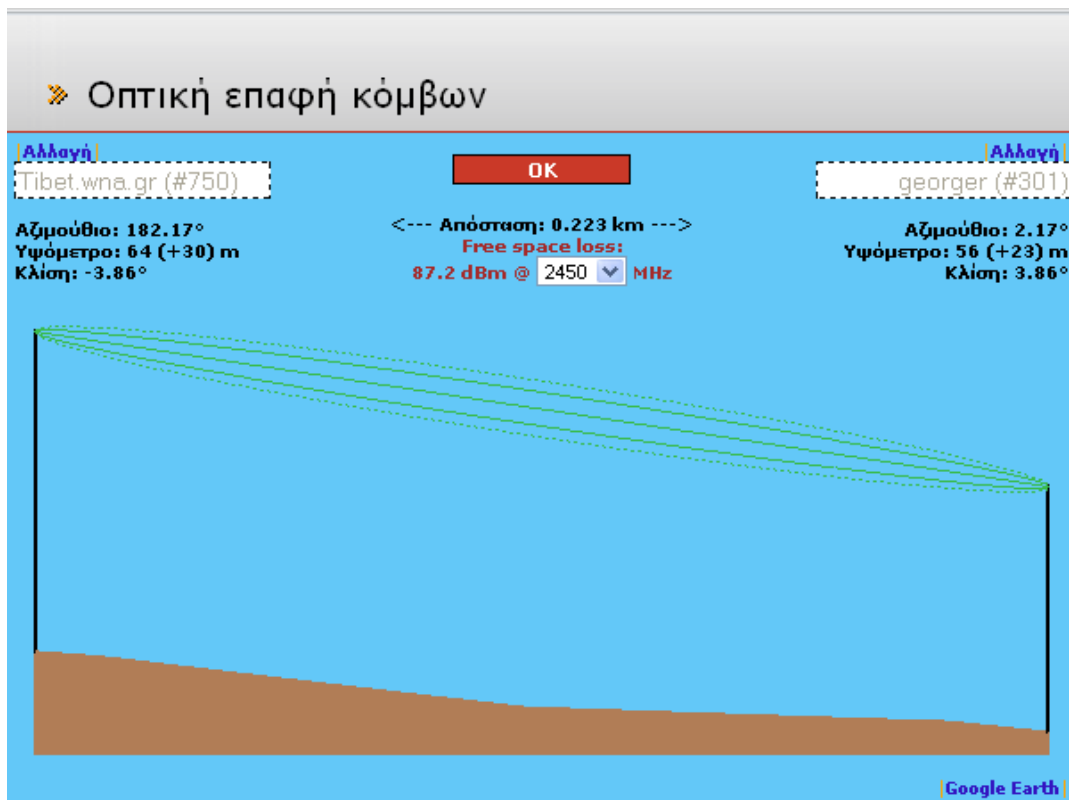 » Οπτική επαφή κόμβων
|Αλλαγή|
Tibet.wna.gr (#750)
Αζιμούθιο: 182.17°
Υψόμετρο: 64 (+30) m
Κλίση: -3.86°
OK
<--- Απόσταση: 0.223 km --->
Free space loss:
87.2 dBm @ 2450 MHz
|Αλλαγή|
georger (#301)
Αζιμούθιο: 2.17°
Υψόμετρο: 56 (+23) m
Κλίση: 3.86°
|Google Earth|